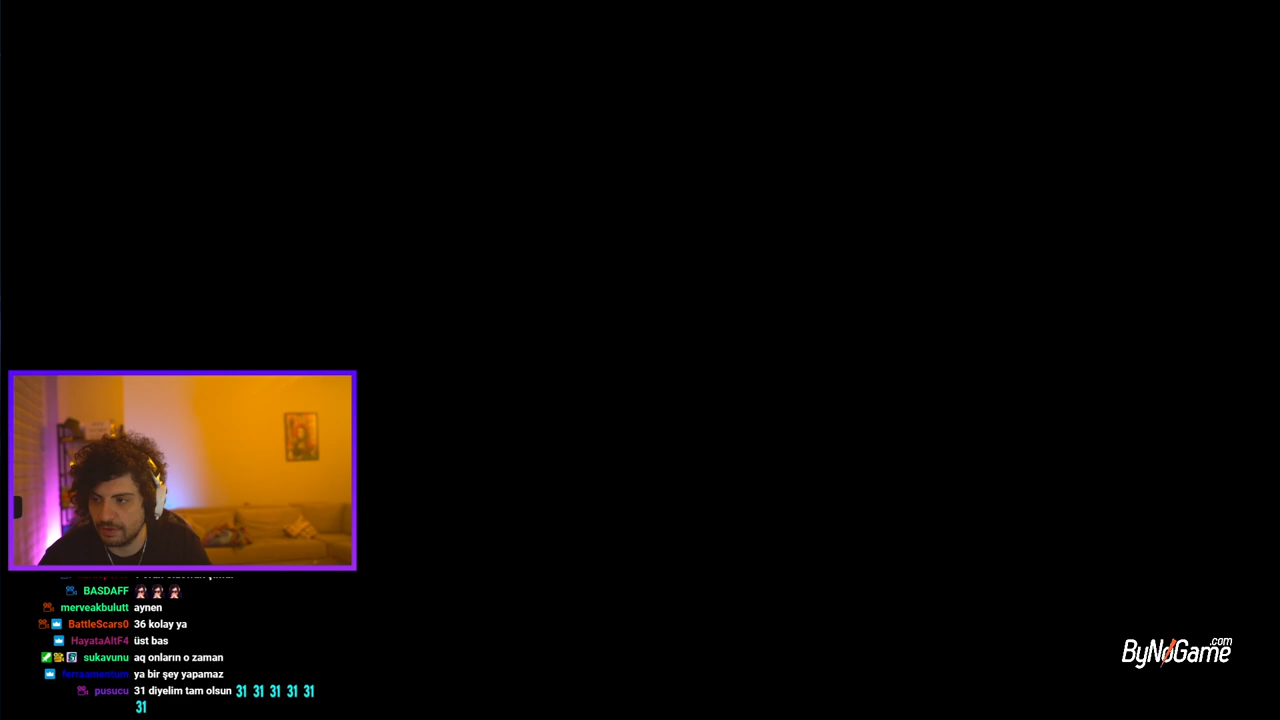 BASDAFF
merveakbulutt aynen
BattleScars0 36 kolay ya
HayataAltF4 üst bas
sukavunu aq onların o zaman
ferraamentum ya bir şey yapamaz
pusucu 31 diyelim tam olsun 31 31 31 31 31
31
ByNoGame.com